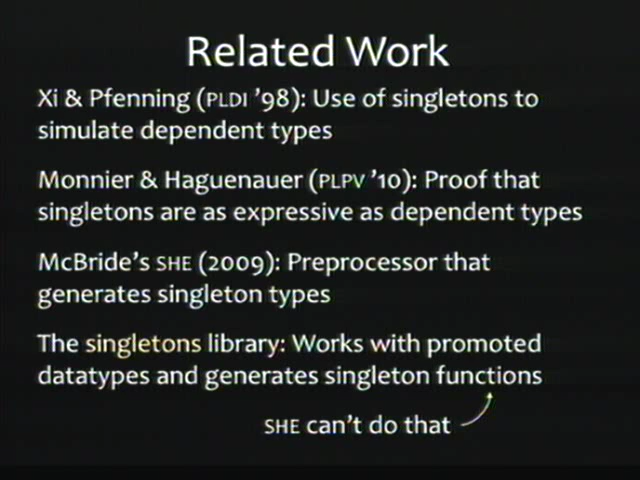 Related Work
Xi & Pfenning (PLDI '98): Use of singletons to
simulate dependent types
Monnier & Haguenauer (PLPV '10): Proof that
singletons are as expressive as dependent types
McBride's SHE (2009): Preprocessor that
generates singleton types
The singletons library: Works with promoted
datatypes and generates singleton functions
SHE can't do that